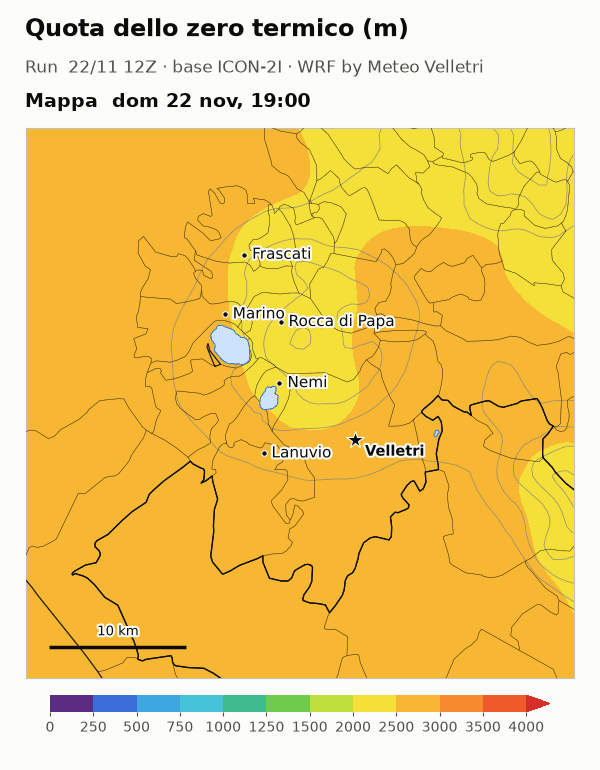 Quota dello zero termico (m)
Run  22/11 12Z · base ICON-2I · WRF by Meteo Velletri
Mappa  dom 22 nov, 19:00
Frascati
Marino
Rocca di Papa
Nemi
Velletri
Lanuvio
10 km
0 250 500 750 1000 1250 1500 2000 2500 3000 3500 4000